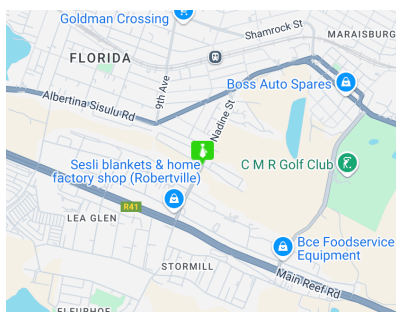 Goldman Crossing
Shamrock St
MARAISBURG
FLORIDA
9th Ave
Boss Auto Spares
Albertina Sisulu Rd
Nadine St
Sesli blankets & home
factory shop (Robertville)
C M R Golf Club
R41
LEA GLEN
Bce Foodservice
Equipment
STORMILL
Main Reef Rd
FLEURHOF